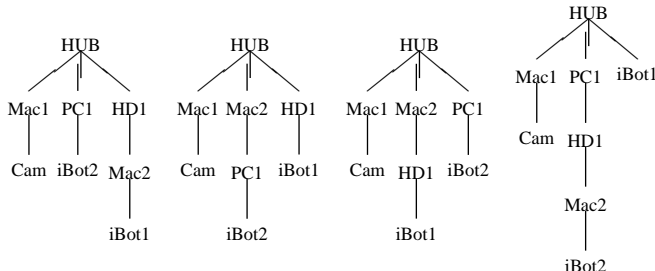 HUB
Mac1 PC1 HD1
Cam iBot2 Mac2
iBot1
HUB
Mac1 Mac2 HD1
Cam PC1 iBot1
iBot2
HUB
Mac1 Mac2 PC1
Cam HD1 iBot2
iBot1
HUB
Mac1 PC1 iBot1
Cam HD1
Mac2
iBot2